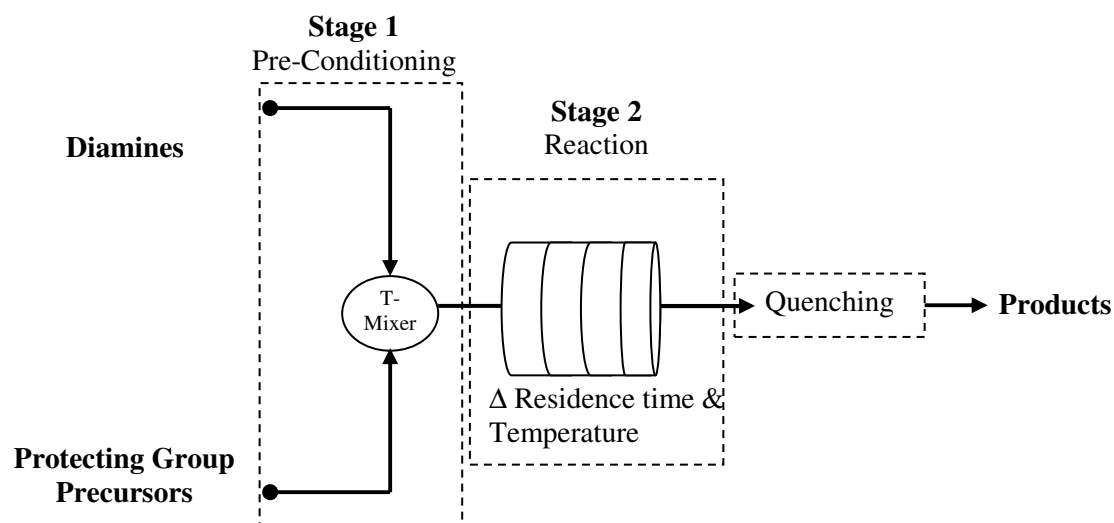 Stage 1
Pre-Conditioning
Stage 2
Reaction
Diamines
T-
Mixer
Quenching
Products
Δ Residence time &
Temperature
Protecting Group
Precursors